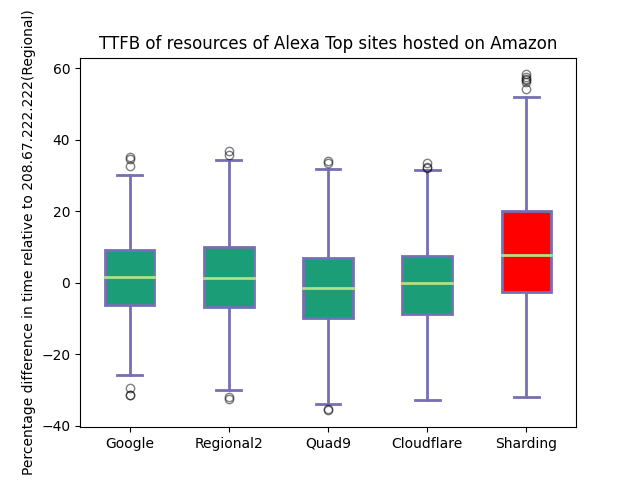 TTFB of resources of Alexa Top sites hosted on Amazon
Percentage difference in time relative to 208.67.222.222(Regional)
60
40
20
0
−20
−40
Google
Regional2
Quad9
Cloudflare
Sharding